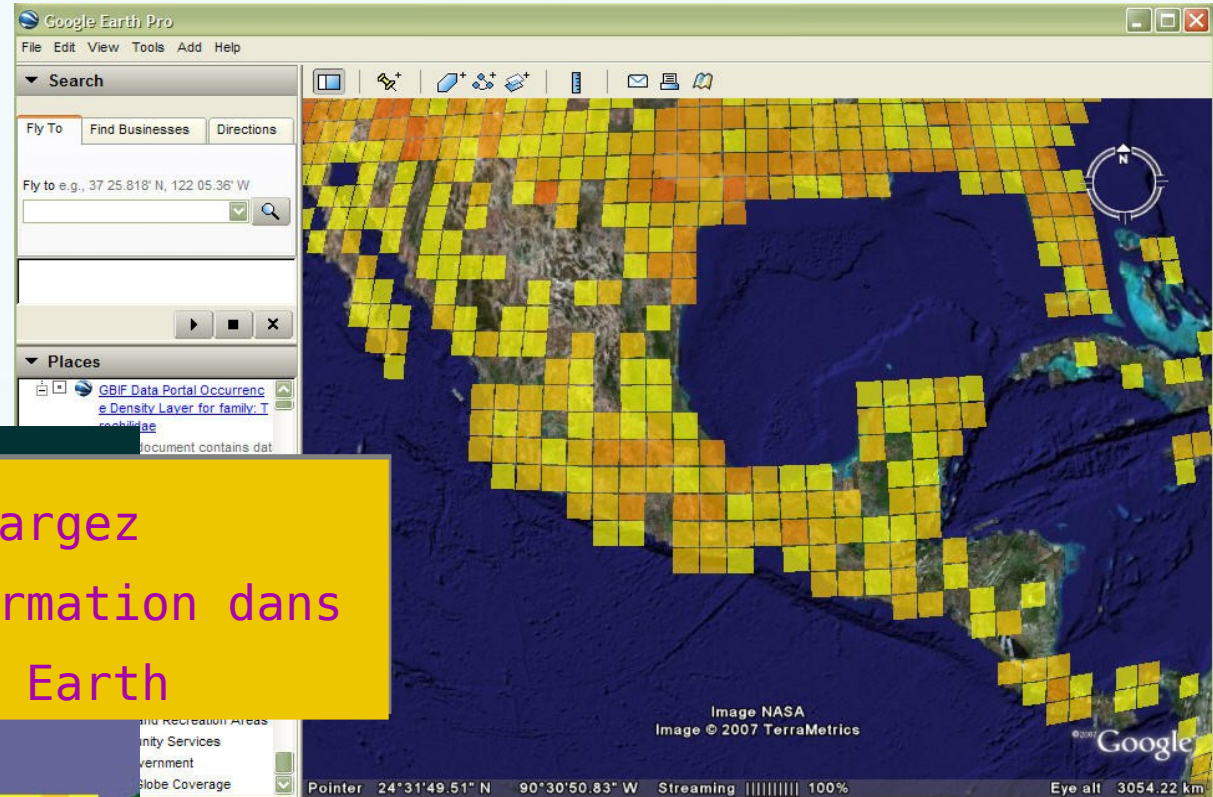 Google Earth Pro
File Edit View Tools Add Help
Search
Fly To Find Businesses Directions
Fly to e.g., 37 25.818' N, 122 05.36' W
Places
GBIF Data Portal Occurrenc
e Density Layer for family: T
rochilidae
document contains dat
argez
rmation dans
Earth
and Recreation Areas
nity Services
vernment
Globe Coverage
N
Image NASA
Image © 2007 TerraMetrics
©2007 Google
Pointer 24°31'49.51" N 90°30'50.83" W Streaming |||||||||| 100% Eye alt 3054.22 km